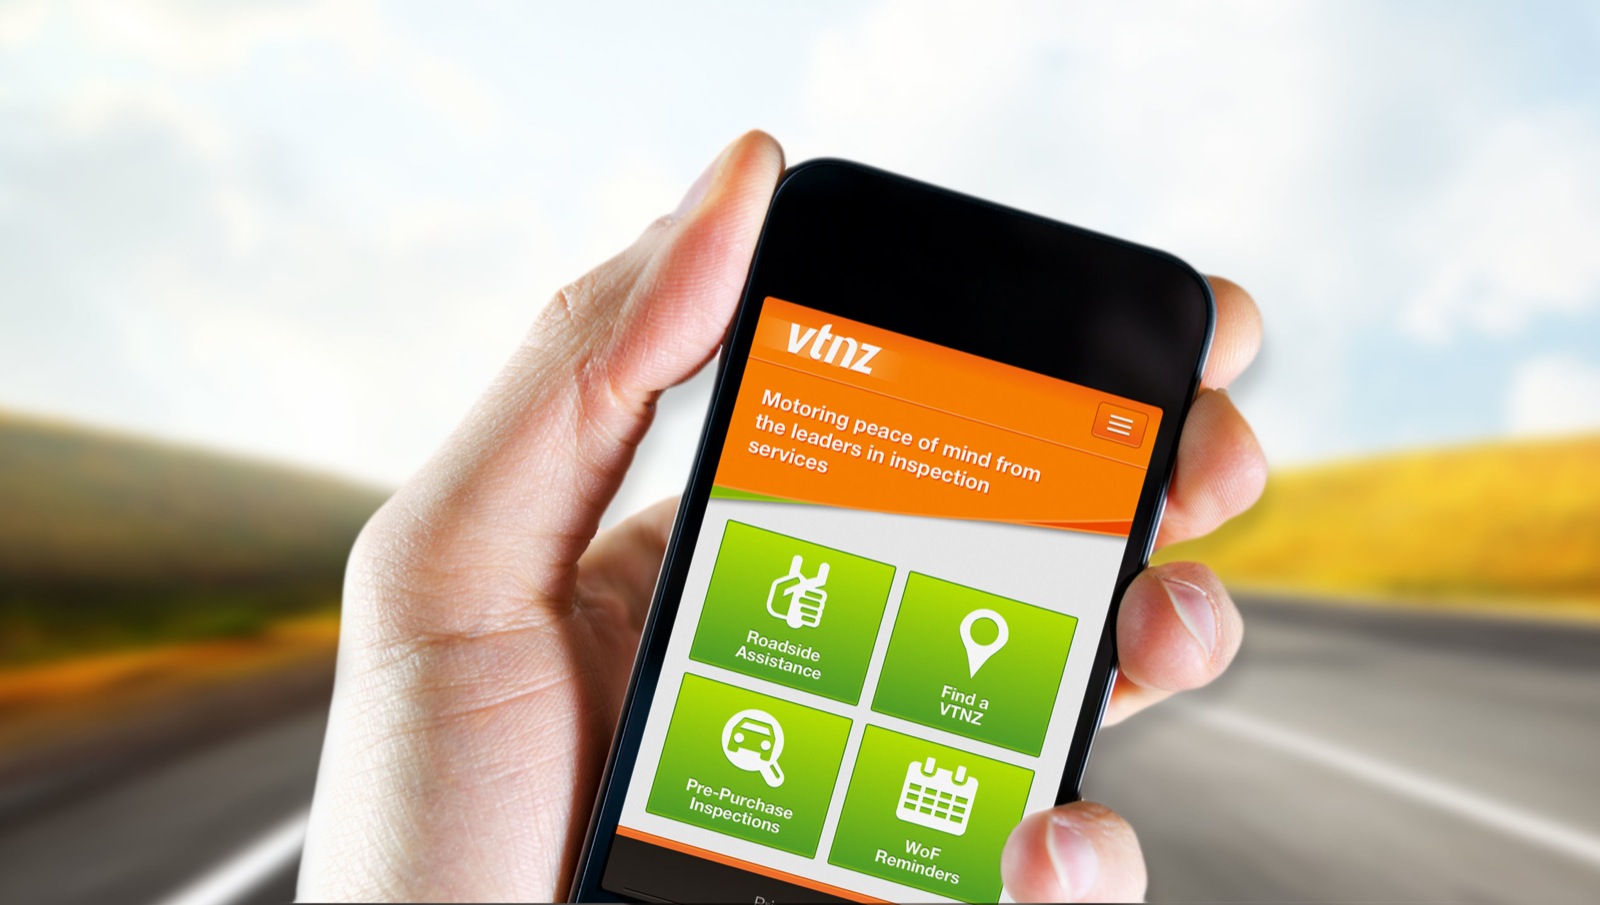 vtnz
Motoring peace of mind from
the leaders in inspection
services
Roadside
Assistance
Find a
VTNZ
Pre-Purchase
Inspections
WoF
Reminders